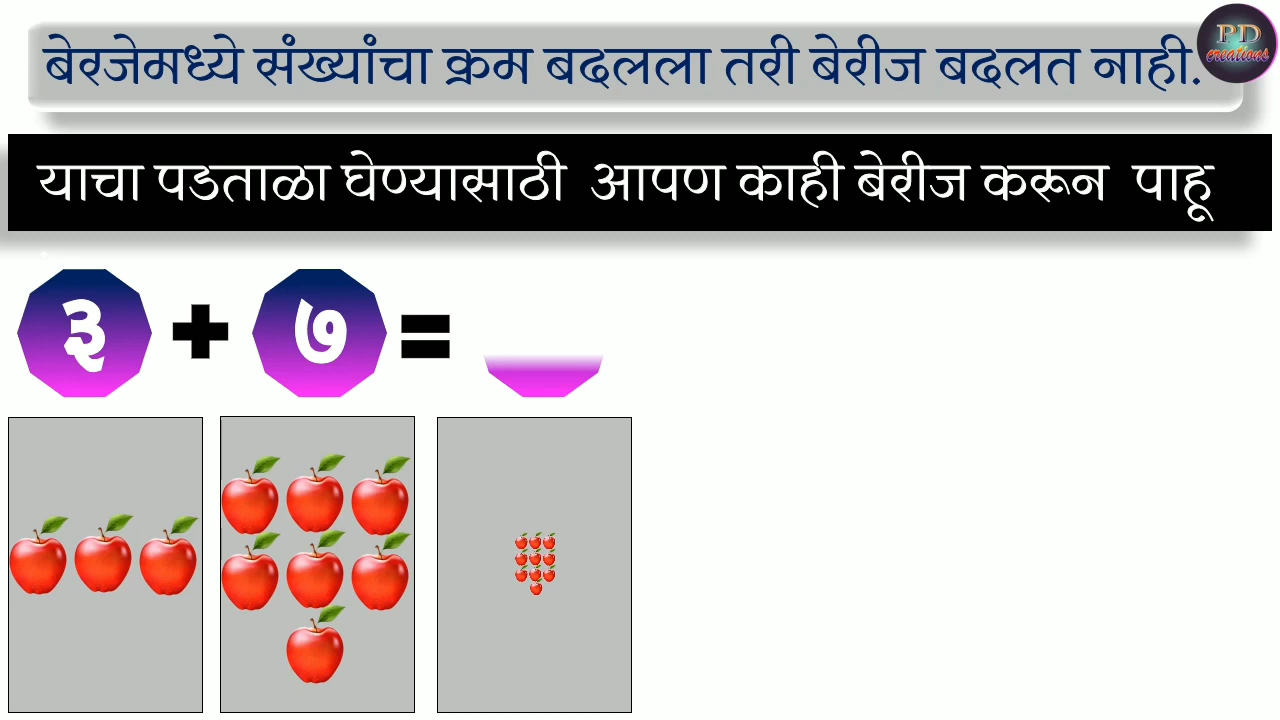 बेरजेमध्ये संख्यांचा क्रम बदलला तरी बेरीज बदलत नाही.
PD
creations
याचा पडताळा घेण्यासाठी आपण काही बेरीज करून पाहू
३ + ७ =